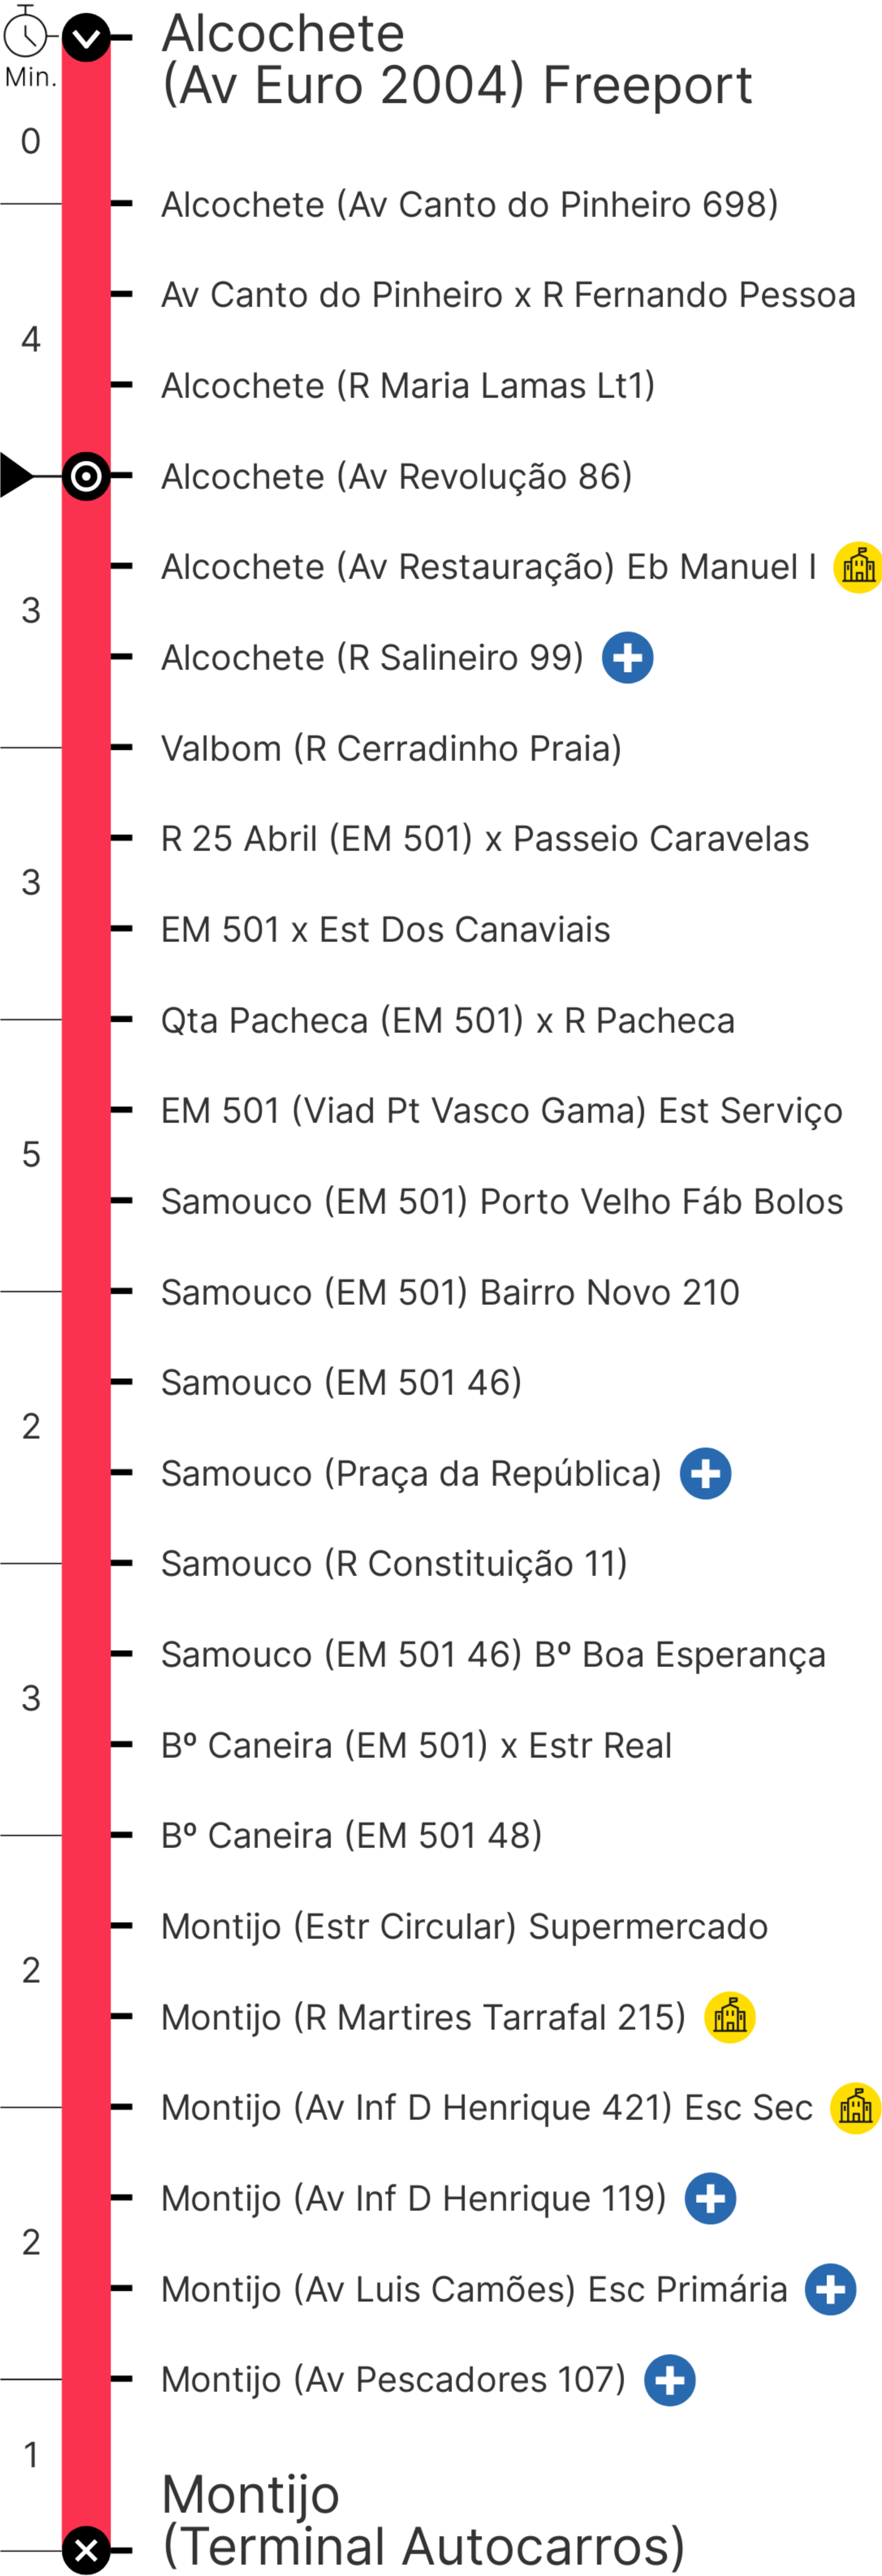 Min.
Alcochete
(Av Euro 2004) Freeport
0
Alcochete (Av Canto do Pinheiro 698)
Av Canto do Pinheiro x R Fernando Pessoa
4
Alcochete (R Maria Lamas Lt1)
Alcochete (Av Revolução 86)
Alcochete (Av Restauração) Eb Manuel I
3
Alcochete (R Salineiro 99)
Valbom (R Cerradinho Praia)
R 25 Abril (EM 501) x Passeio Caravelas
3
EM 501 x Est Dos Canaviais
Qta Pacheca (EM 501) x R Pacheca
EM 501 (Viad Pt Vasco Gama) Est Serviço
5
Samouco (EM 501) Porto Velho Fáb Bolos
Samouco (EM 501) Bairro Novo 210
Samouco (EM 501 46)
2
Samouco (Praça da República)
Samouco (R Constituição 11)
Samouco (EM 501 46) Bº Boa Esperança
3
Bº Caneira (EM 501) x Estr Real
Bº Caneira (EM 501 48)
Montijo (Estr Circular) Supermercado
2
Montijo (R Martires Tarrafal 215)
Montijo (Av Inf D Henrique 421) Esc Sec
Montijo (Av Inf D Henrique 119)
2
Montijo (Av Luis Camões) Esc Primária
Montijo (Av Pescadores 107)
1
Montijo
(Terminal Autocarros)